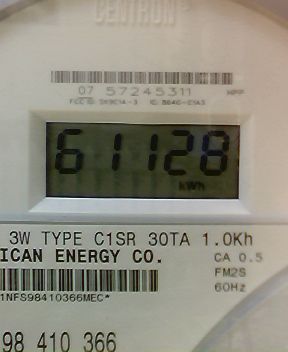 CENTRON
07 57245311
61128
kWh
3W TYPE C1SR 30TA 1.0Kh
ICAN ENERGY CO. CA 0.5
FM2S
60Hz
1NFS98410366MEC*
98 410 366